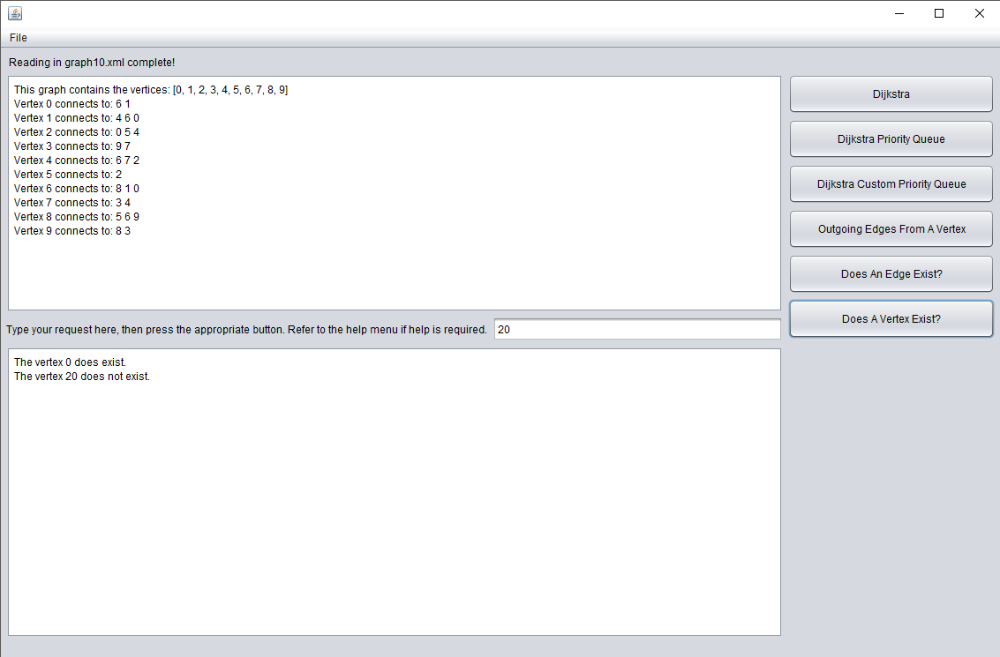 File
Reading in graph10.xml complete!
This graph contains the vertices: [0, 1, 2, 3, 4, 5, 6, 7, 8, 9]
Vertex 0 connects to: 6 1
Vertex 1 connects to: 4 6 0
Vertex 2 connects to: 0 5 4
Vertex 3 connects to: 9 7
Vertex 4 connects to: 6 7 2
Vertex 5 connects to: 2
Vertex 6 connects to: 8 1 0
Vertex 7 connects to: 3 4
Vertex 8 connects to: 5 6 9
Vertex 9 connects to: 8 3
Dijkstra
Dijkstra Priority Queue
Dijkstra Custom Priority Queue
Outgoing Edges From A Vertex
Does An Edge Exist?
Does A Vertex Exist?
Type your request here, then press the appropriate button. Refer to the help menu if help is required. 20
The vertex 0 does exist.
The vertex 20 does not exist.